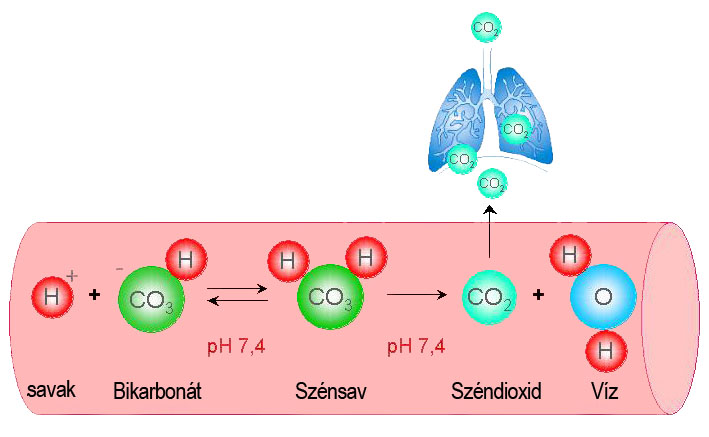 CO2
CO2
CO2
CO2
H+ + - CO3 H H H CO3 CO2 + H O H
pH 7,4 pH 7,4
savak Bikarbonát Szénsav Széndioxid Víz